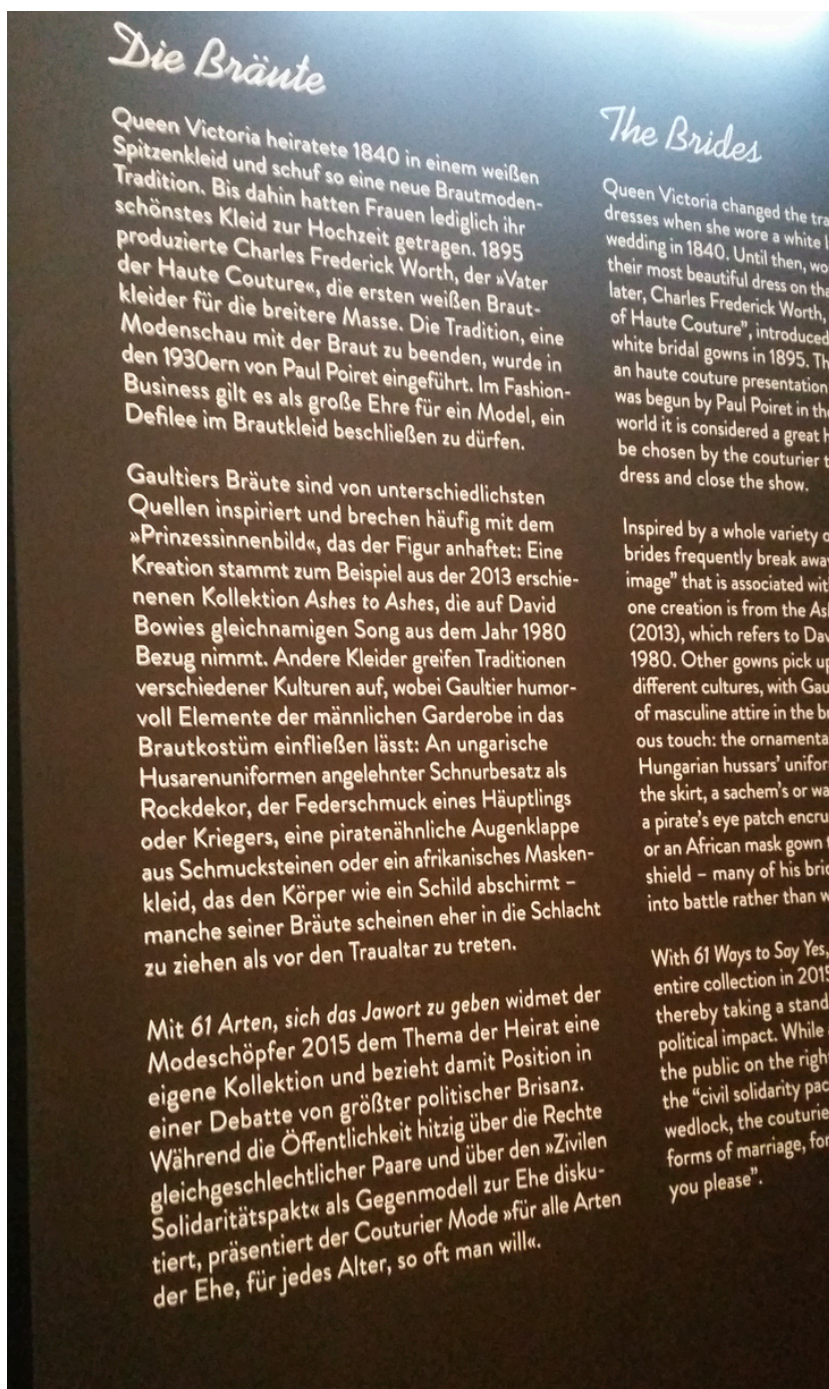 Die Bräute
Queen Victoria heiratete 1840 in einem weißen
Spitzenkleid und schuf so eine neue Brautmoden-
Tradition. Bis dahin hatten Frauen lediglich ihr
schönstes Kleid zur Hochzeit getragen. 1895
produzierte Charles Frederick Worth, der »Vater
der Haute Couture«, die ersten weißen Braut-
kleider für die breitere Masse. Die Tradition, eine
Modenschau mit der Braut zu beenden, wurde in
den 1930ern von Paul Poiret eingeführt. Im Fashion-
Business gilt es als große Ehre für ein Model, ein
Defilee im Brautkleid beschließen zu dürfen.
Gaultiers Bräute sind von unterschiedlichsten
Quellen inspiriert und brechen häufig mit dem
»Prinzessinnenbild«, das der Figur anhaftet: Eine
Kreation stammt zum Beispiel aus der 2013 erschie-
nenen Kollektion Ashes to Ashes, die auf David
Bowies gleichnamigen Song aus dem Jahr 1980
Bezug nimmt. Andere Kleider greifen Traditionen
verschiedener Kulturen auf, wobei Gaultier humor-
voll Elemente der männlichen Garderobe in das
Brautkostüm einfließen lässt: An ungarische
Husarenuniformen angelehnter Schnurbesatz als
Rockdekor, der Federschmuck eines Häuptlings
oder Kriegers, eine piratenähnliche Augenklappe
aus Schmucksteinen oder ein afrikanisches Masken-
kleid, das den Körper wie ein Schild abschirmt –
manche seiner Bräute scheinen eher in die Schlacht
zu ziehen als vor den Traualtar zu treten.
Mit 61 Arten, sich das Jawort zu geben widmet der
Modeschöpfer 2015 dem Thema der Heirat eine
eigene Kollektion und bezieht damit Position in
einer Debatte von größter politischer Brisanz.
Während die Öffentlichkeit hitzig über die Rechte
gleichgeschlechtlicher Paare und über den »Zivilen
Solidaritätspakt« als Gegenmodell zur Ehe disku-
tiert, präsentiert der Couturier Mode »für alle Arten
der Ehe, für jedes Alter, so oft man will«.
The Brides
Queen Victoria changed the
dresses when she wore a white
wedding in 1840. Until then,
their most beautiful dress on
later, Charles Frederick Worth,
of Haute Couture", introduced
white bridal gowns in 1895.
an haute couture presentation
was begun by Paul Poiret in
world it is considered a great
be chosen by the couturier
dress and close the show.
Inspired by a whole variety
brides frequently break
image" that is associated
one creation is from the
(2013), which refers to
1980. Other gowns pick up
different cultures, with
of masculine attire in the
ous touch: the
Hungarian hussars'
the skirt, a sachem's or
a pirate's eye patch
or an African mask gown
shield – many of his
into battle rather than
With 61 Ways to Say Yes,
entire collection in 2015
thereby taking a stand
political impact. While
the public on the
the "civil solidarity
wedlock, the
forms of marriage,
you please".